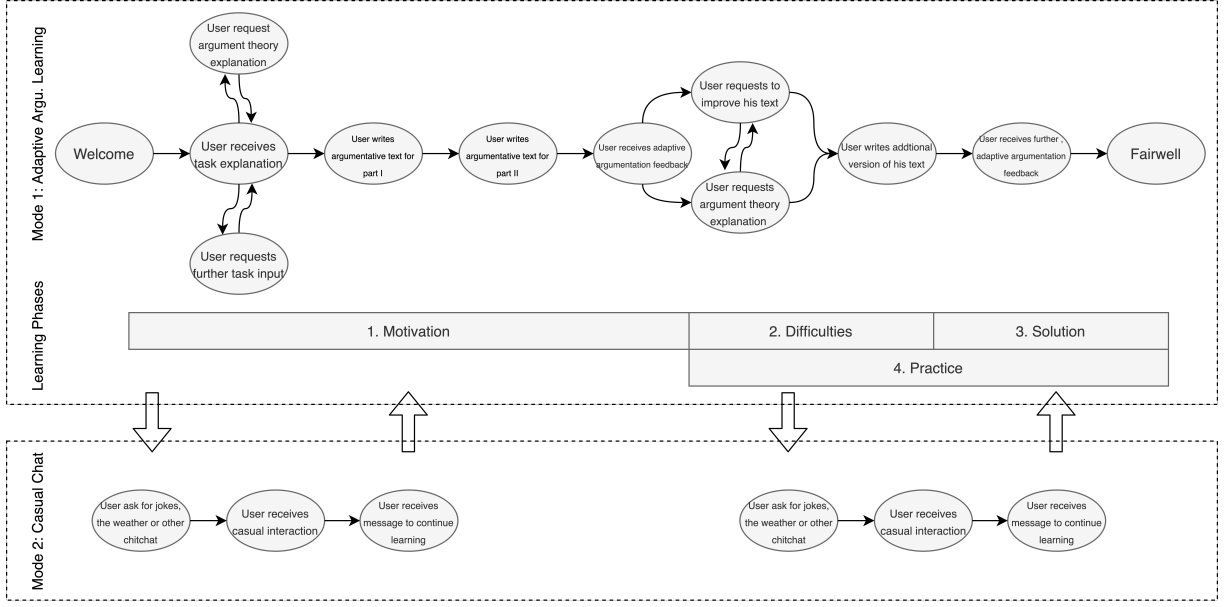 Mode 1: Adaptive Argu. Learning
User request
argument theory
explanation
Welcome
User receives
task explanation
User requests
further task input
User writes
argumentative text for
part I
User writes
argumentative text for
part II
User receives adaptive
argumentation feedback
User requests to
improve his text
User requests
argument theory
explanation
User writes addtional
version of his text
User receives further ,
adaptive argumentation
feedback
Fairwell
Learning Phases
1. Motivation
2. Difficulties
3. Solution
4. Practice
Mode 2: Casual Chat
User ask for jokes,
the weather or other
chitchat
User receives
casual interaction
User receives
message to continue
learning
User ask for jokes,
the weather or other
chitchat
User receives
casual interaction
User receives
message to continue
learning